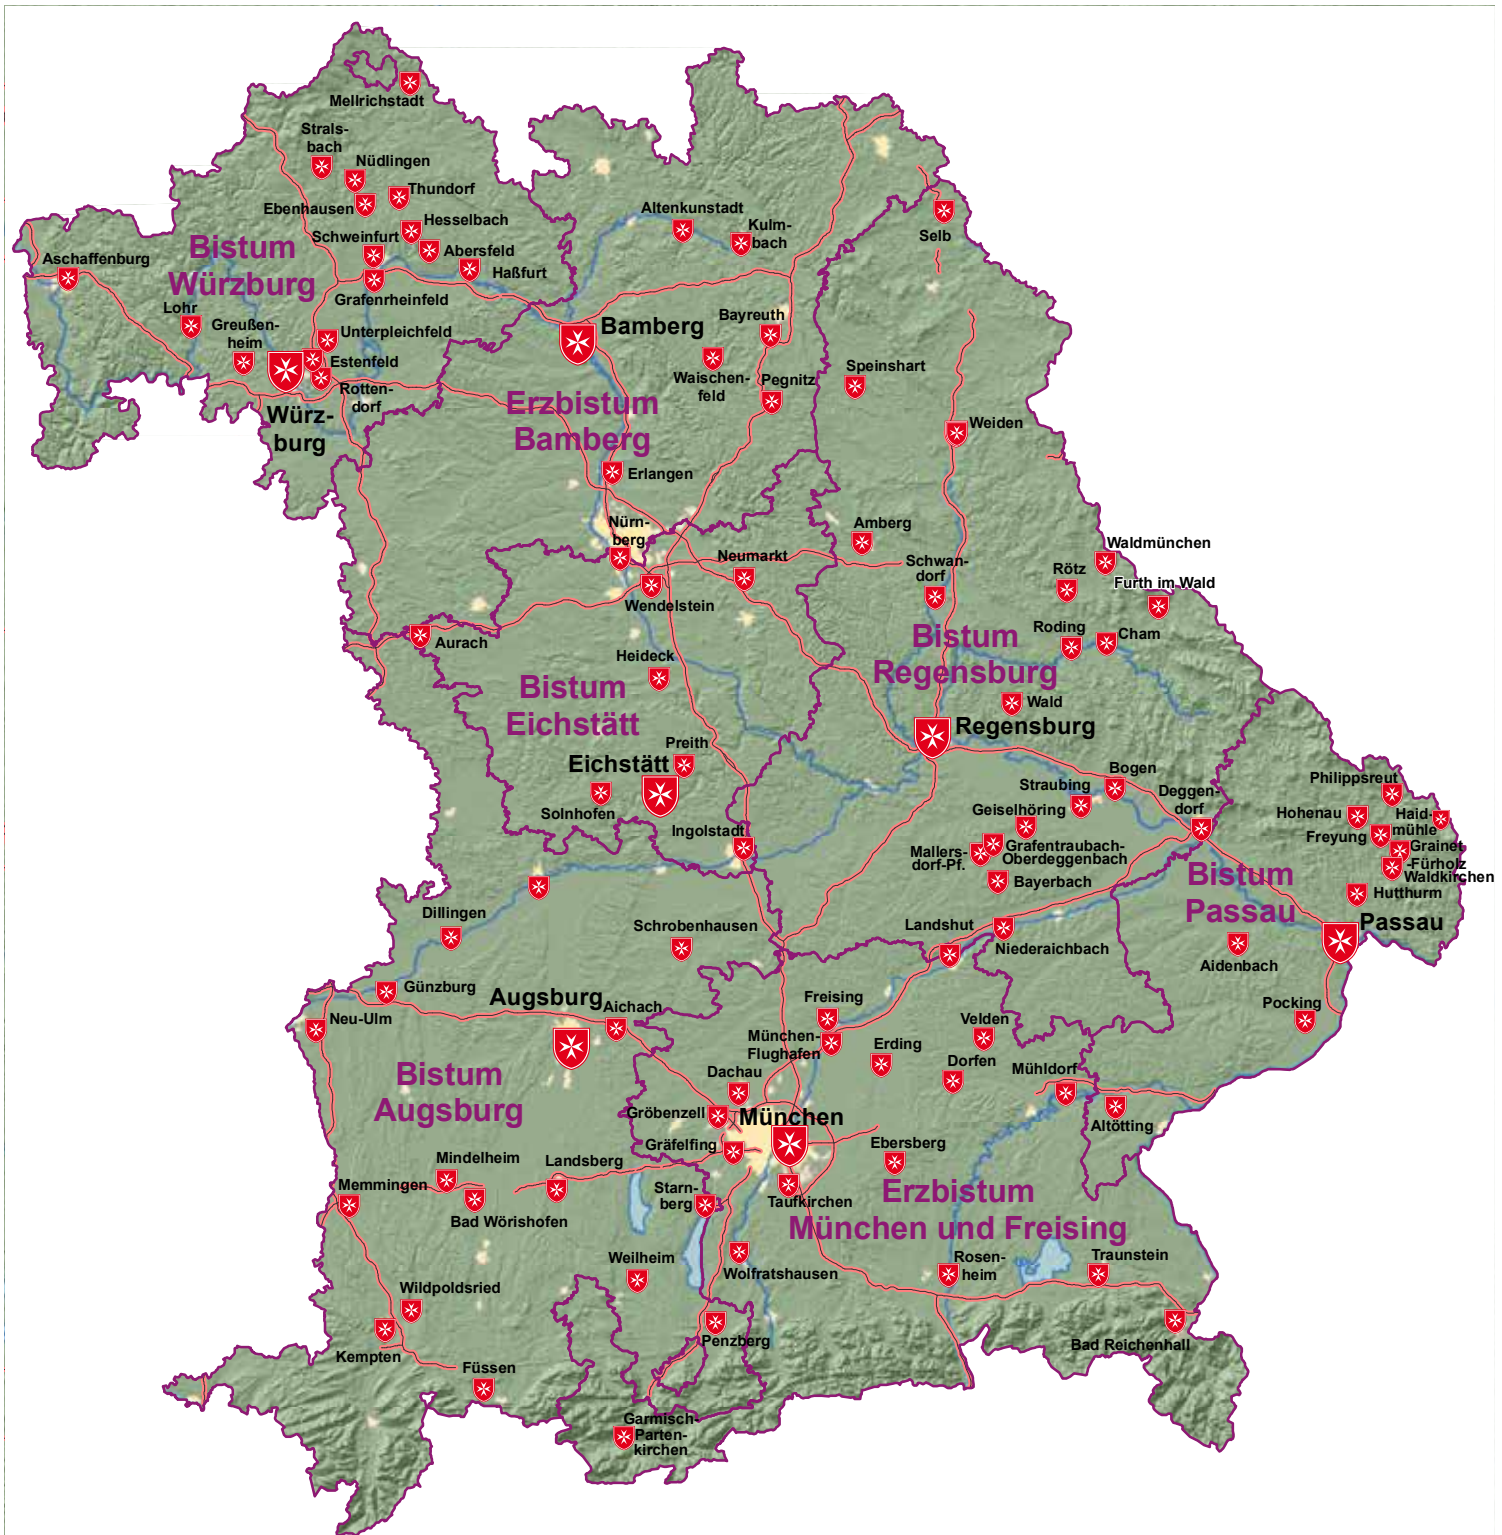 Mellrichstadt
Strals-
bach
Nüdlingen
Thundorf
Ebenhausen
Hesselbach
Schweinfurt
Abersfeld
Haßfurt
Bistum
Würzburg
Aschaffenburg
Grafenrheinfeld
Lohr
Greußen-
heim
Unterpleichfeld
Estenfeld
Rotten-
dorf
Würz-
burg
Altenkunstadt
Kulm-
bach
Selb
Bamberg
Bayreuth
Waischen-
feld
Pegnitz
Speinshart
Erzbistum
Bamberg
Weiden
Erlangen
Nürn-
berg
Amberg
Neumarkt
Schwan-
dorf
Waldmünchen
Rötz
Furth im Wald
Wendelstein
Aurach
Roding
Cham
Bistum
Regensburg
Heideck
Bistum
Eichstätt
Wald
Regensburg
Preith
Eichstätt
Solnhofen
Ingolstadt
Bogen
Straubing
Geiselhöring
Deggen-
dorf
Mallers-
dorf-Pf.
Grafentraubach-
Oberdeggenbach
Bayerbach
Philippsreut
Hohenau
Haid-
mühle
Freyung
Grainet
-Fürholz
Waldkirchen
Hutthurm
Bistum
Passau
Passau
Dillingen
Schrobenhausen
Landshut
Niederaichbach
Aidenbach
Pocking
Günzburg
Neu-Ulm
Augsburg
Aichach
Freising
München-
Flughafen
Erding
Velden
Dorfen
Mühldorf
Altötting
Bistum
Augsburg
Dachau
Gröbenzell
München
Gräfelfing
Ebersberg
Mindelheim
Landsberg
Memmingen
Bad Wörishofen
Starn-
berg
Taufkirchen
Erzbistum
München und Freising
Weilheim
Wolfratshausen
Rosen-
heim
Traunstein
Wildpoldsried
Kempten
Füssen
Penzberg
Bad Reichenhall
Garmisch-
Parten-
kirchen